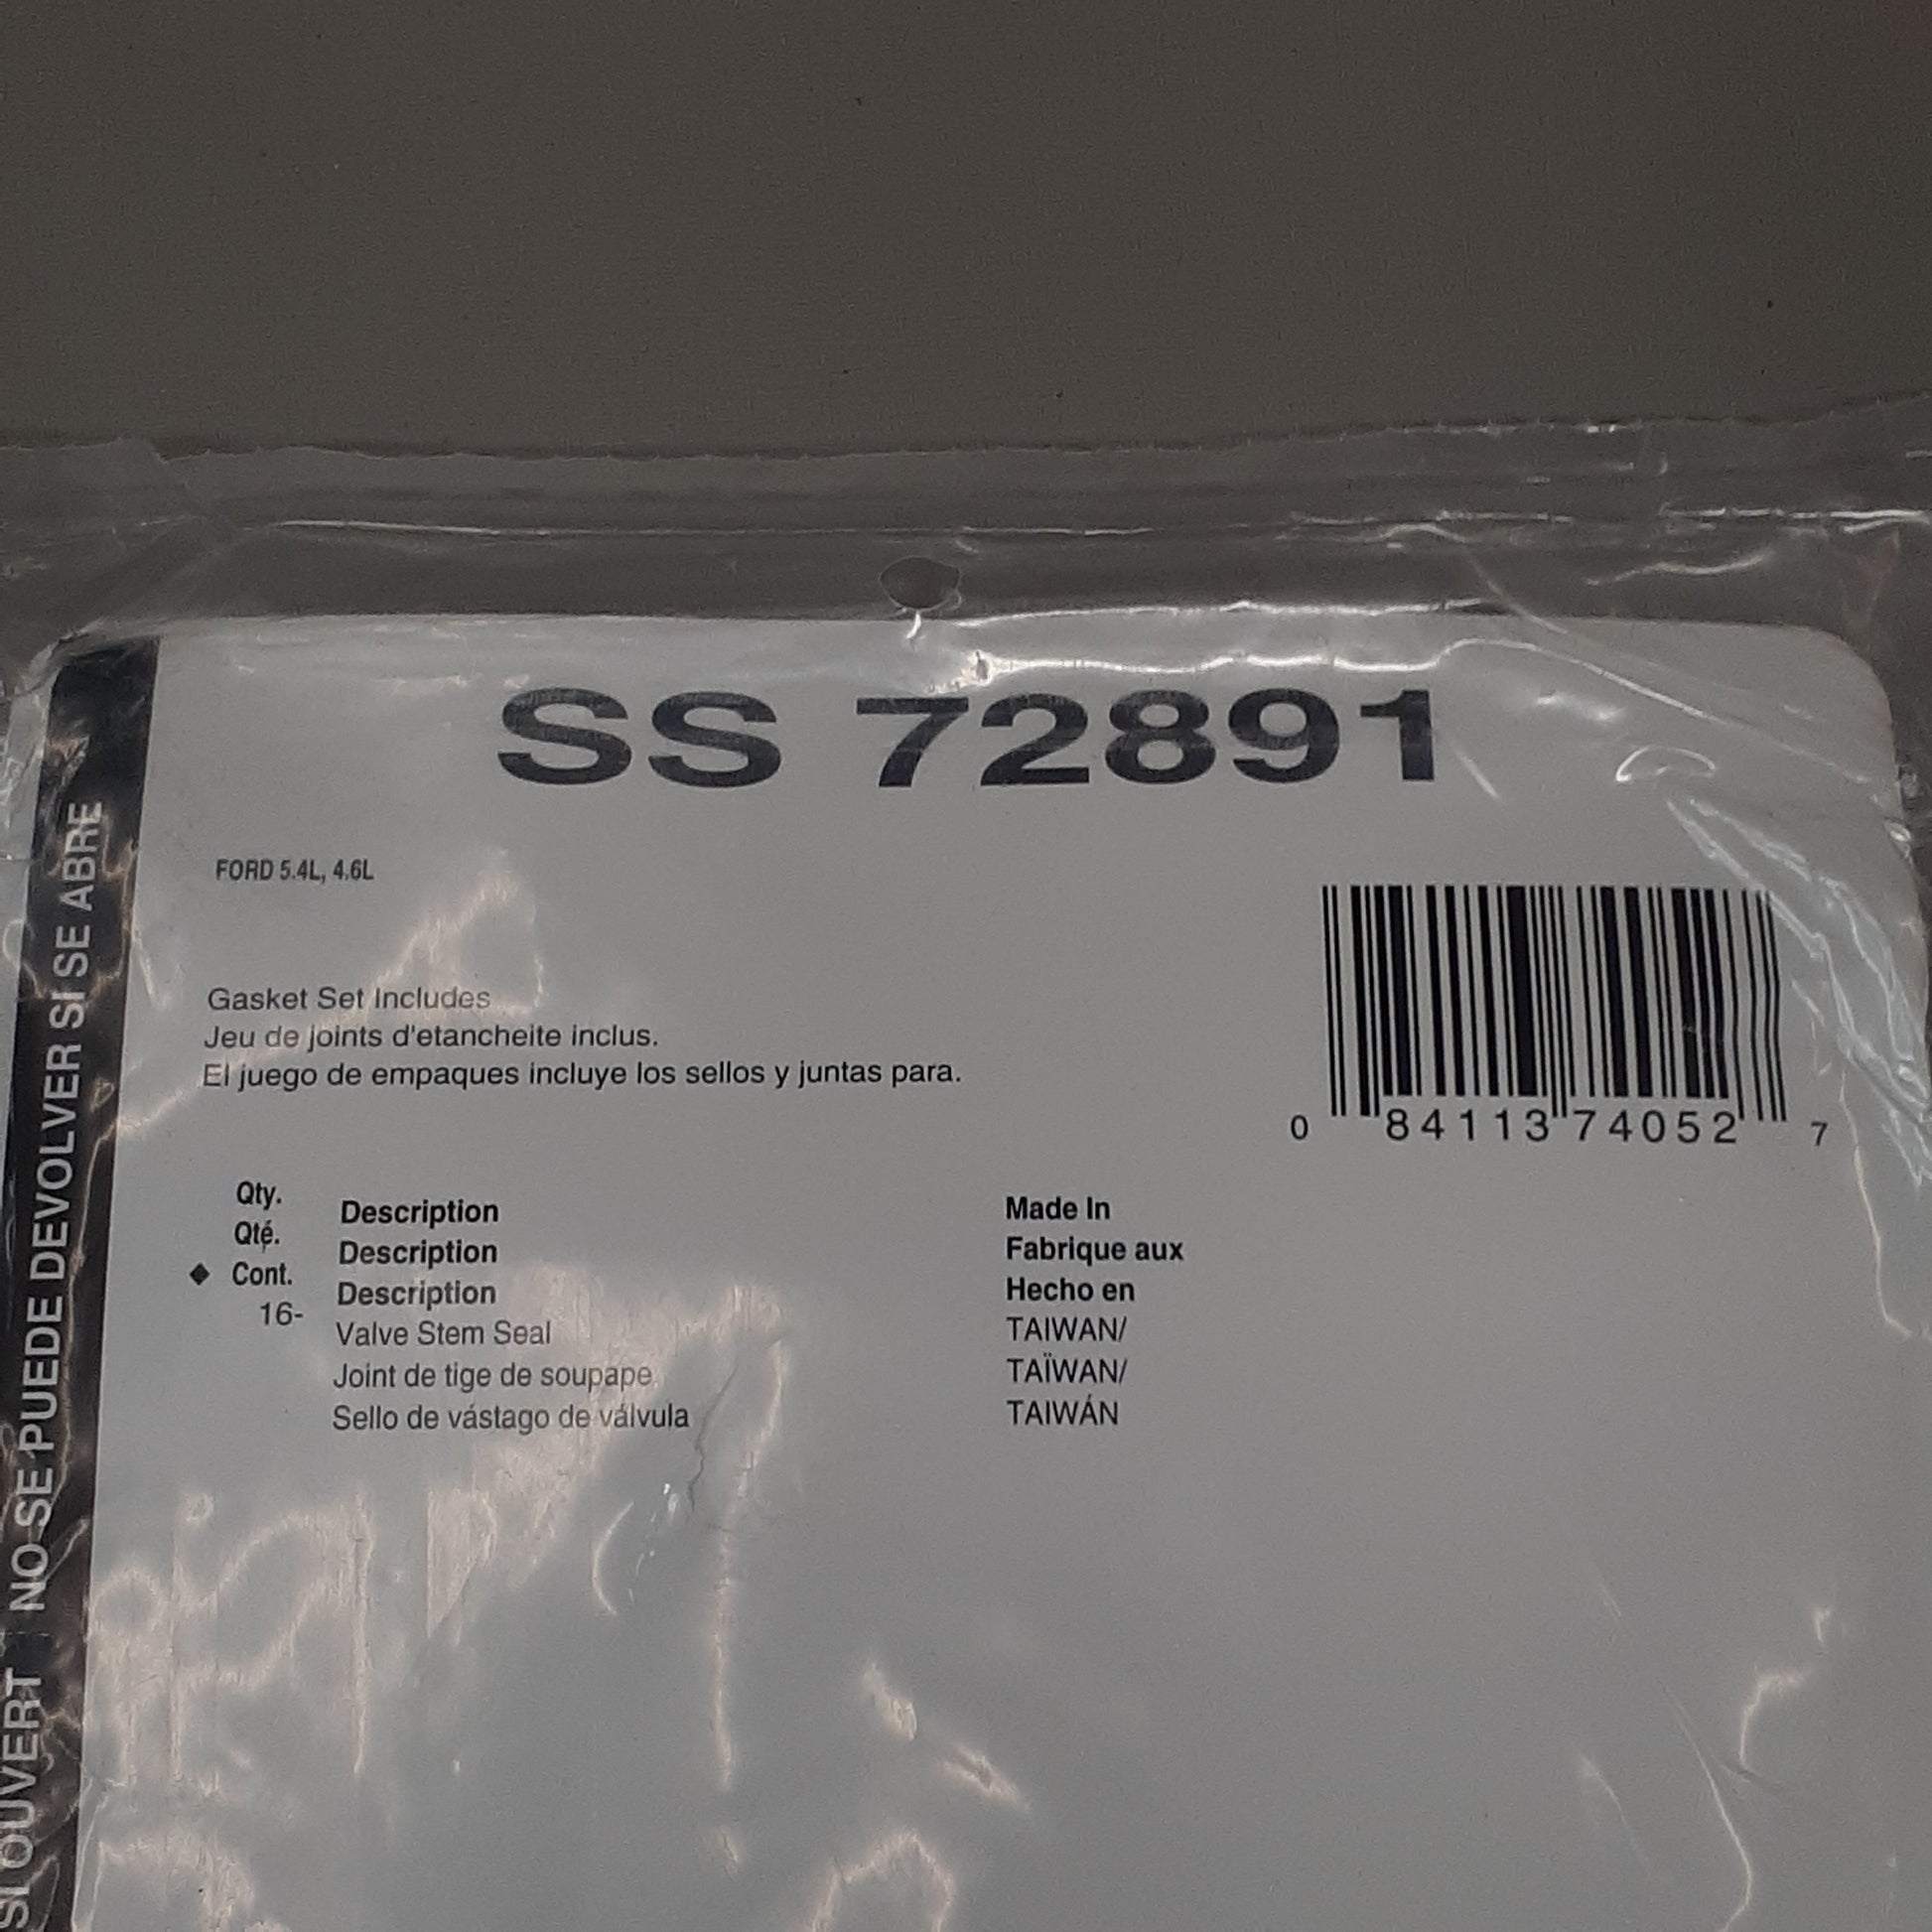 SS 72891
FORD 5.4L, 4.6L
Gasket Set Includes
Jeu de joints d'etancheite inclus.
El juego de empaques incluye los sellos y juntas para.
0 84113 74052 7
Qty.
Qté.
◆ Cont.
16-
Description
Description
Description
Valve Stem Seal
Joint de tige de soupape
Sello de vástago de válvula
Made In
Fabrique aux
Hecho en
TAIWAN/
TAÏWAN/
TAIWÁN
SI OUVERT NO SE PUEDE DEVOLVER SI SE ABRE